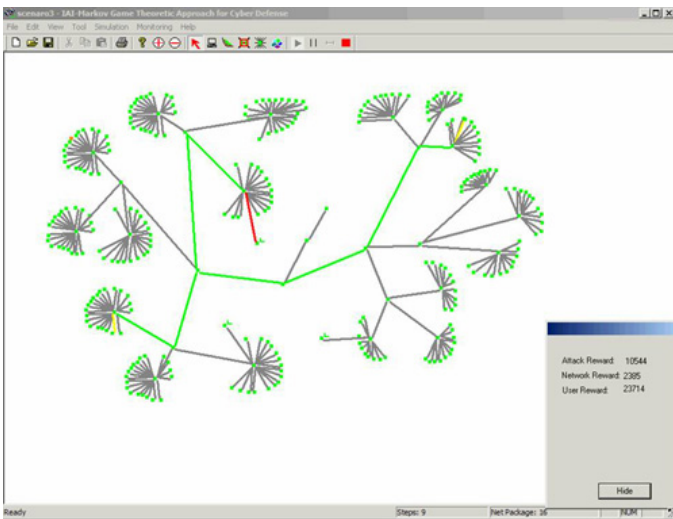 scenaro3 - IAI-Markov Game Theoretic Approach for Cyber Defense
File Edit View Tool Simulation Monitoring Help
Attack Reward: 10544
Network Reward: 2385
User Reward: 23714
Hide
Ready Steps: 9 Net Package: 16 NUM